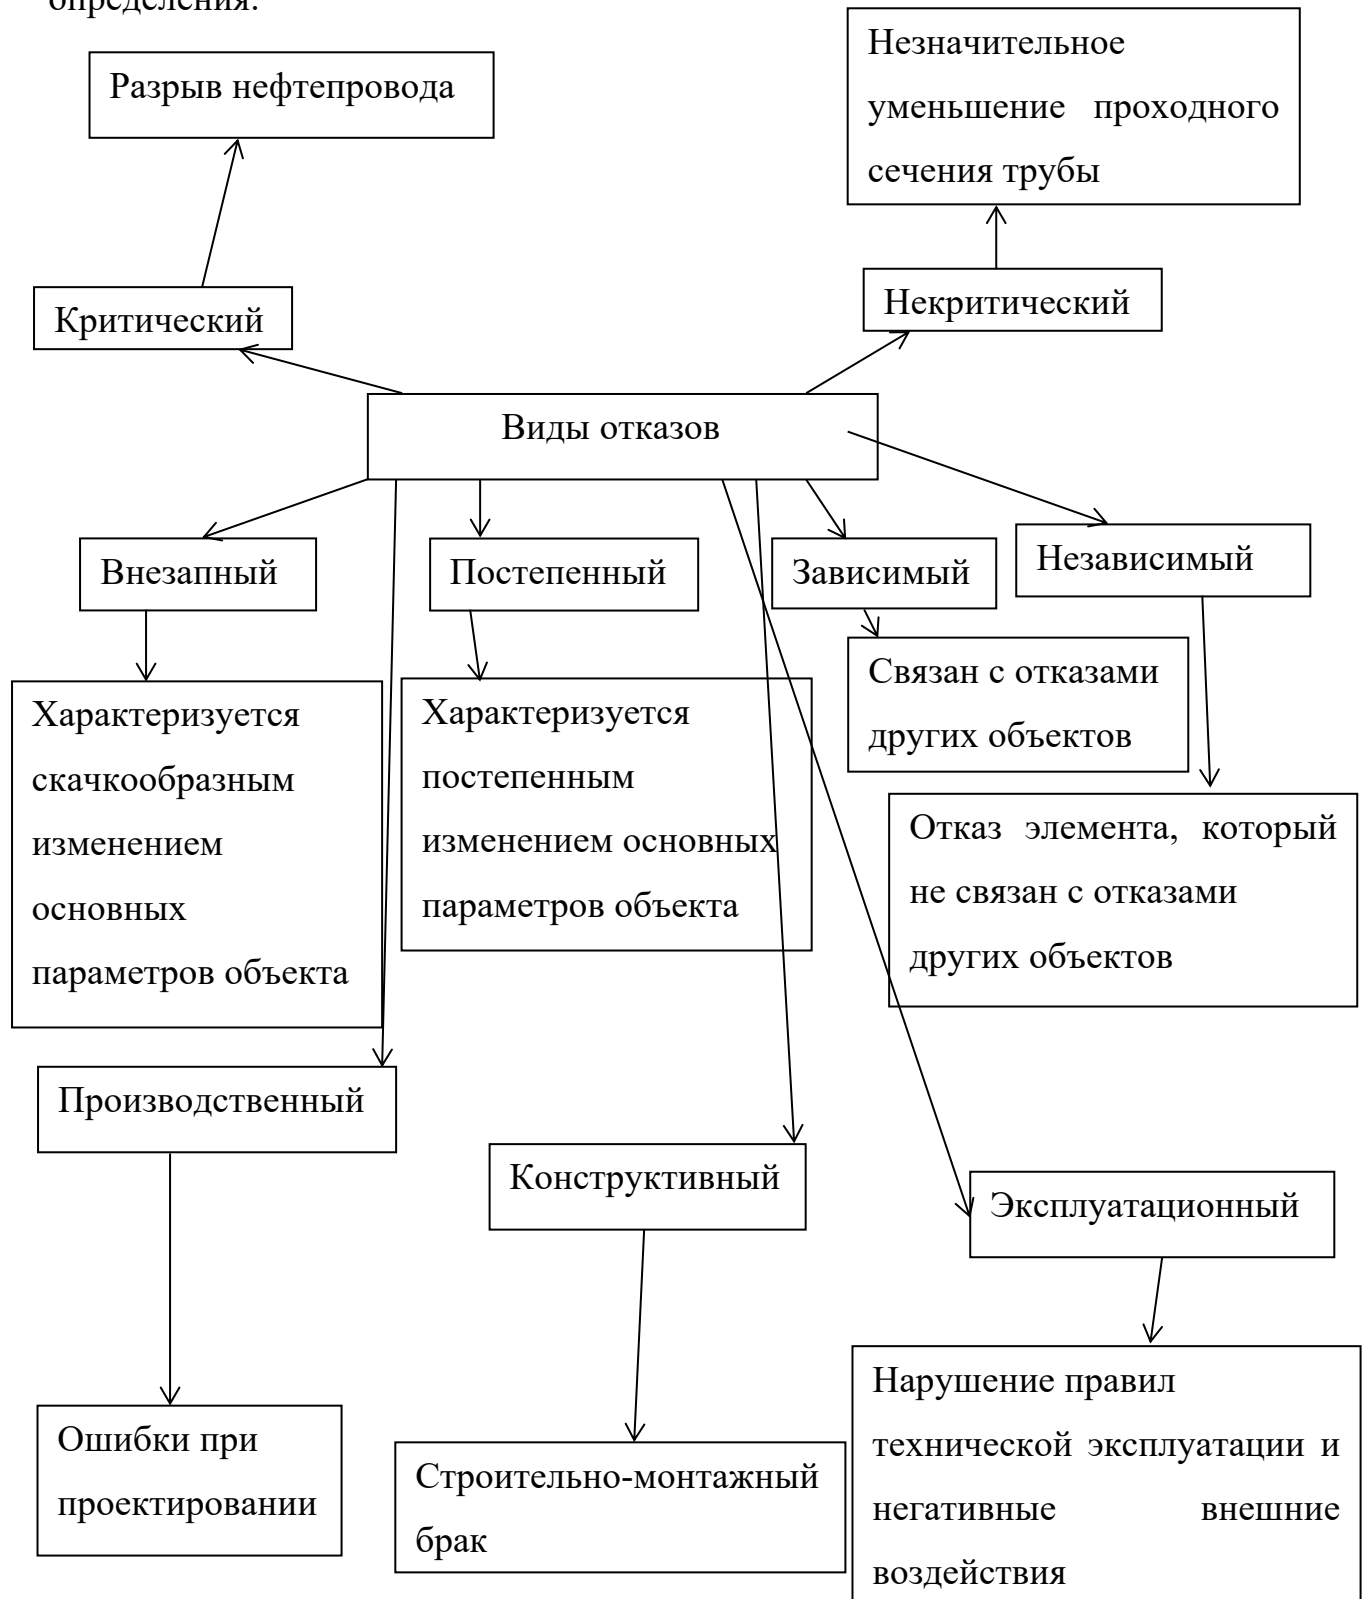 определения.
Разрыв нефтепровода
Незначительное
уменьшение проходного
сечения трубы
Критический
Некритический
Виды отказов
Внезапный
Постепенный
Зависимый
Независимый
Характеризуется
скачкообразным
изменением
основных
параметров объекта
Характеризуется
постепенным
изменением основных
параметров объекта
Связан с отказами
других объектов
Отказ элемента, который
не связан с отказами
других объектов
Производственный
Конструктивный
Эксплуатационный
Ошибки при
проектировании
Строительно-монтажный
брак
Нарушение правил
технической эксплуатации и
негативные внешние
воздействия